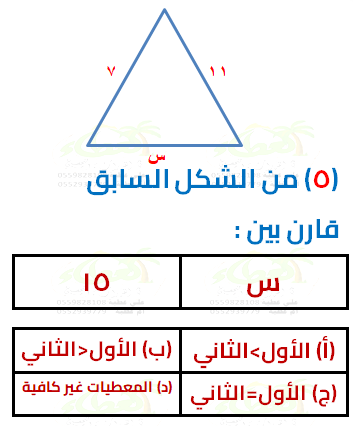 ٧
١١
س
(٥) من الشكل السابق
قارن بين :
س
١٥
(أ) الأول>الثاني
(ب) الأول<الثاني
(ج) الأول=الثاني
(د) المعطيات غير كافية